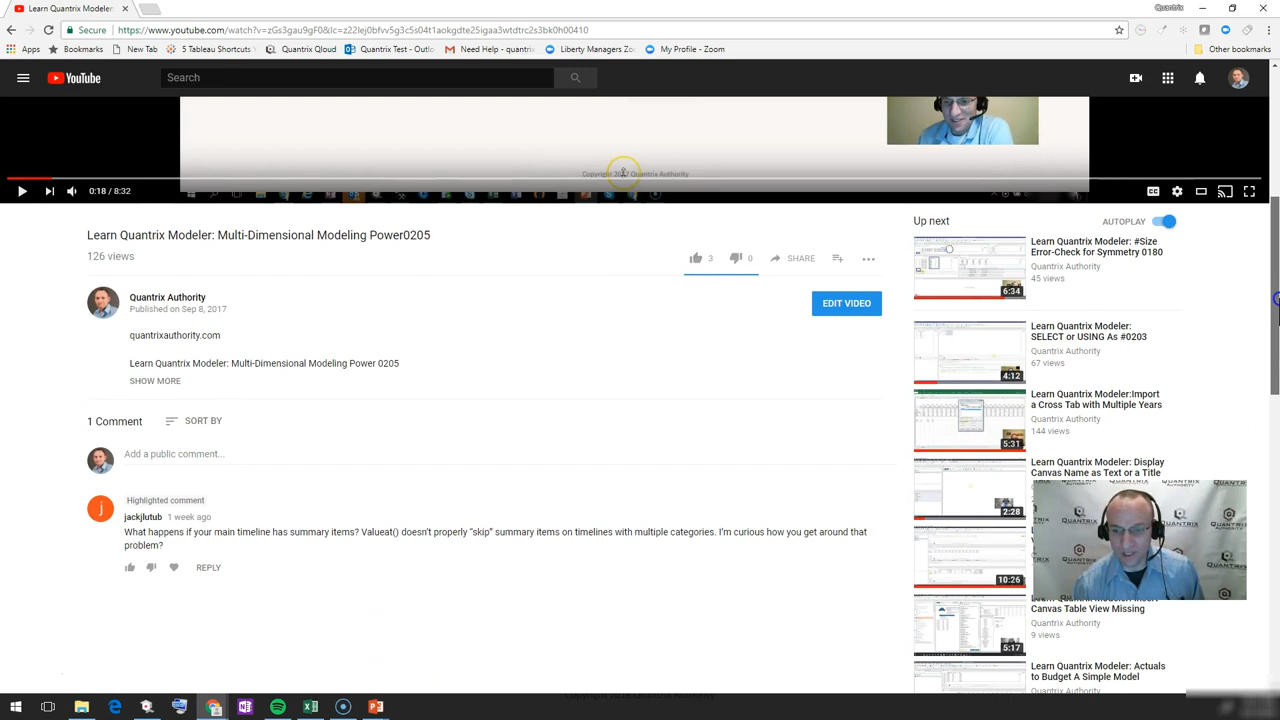 Learn Quantrix Modeler:
Quantrix
Secure
https://www.youtube.com/watch?v=zGs3gau9gF0&lc=z22lej0bfvv5g3c5s04t1aokgdte25igaa3wtdtrc2s3bk0h00410
Apps Bookmarks New Tab 5 Tableau Shortcuts Quantrix Qloud Quantrix Test - Outlo Need Help - quantrix Liberty Managers Zo My Profile - Zoom Other bookmarks
YouTube
Search
Copyright 2017 Quantrix Authority
0:18 / 8:32
Learn Quantrix Modeler: Multi-Dimensional Modeling Power0205
126 views
3 0 SHARE
Quantrix Authority
Published on Sep 8, 2017
EDIT VIDEO
quantrixauthority.com
Learn Quantrix Modeler: Multi-Dimensional Modeling Power 0205
SHOW MORE
1 Comment SORT BY
Add a public comment...
j
Highlighted comment
jackjlutub 1 week ago
What happens if your main timeline has summary items? Valueat() doesn't properly "skip" summary items on timelines with multiple categories. I'm curious how you get around that
problem?
REPLY
Up next
AUTOPLAY
6:34
Learn Quantrix Modeler: #Size
Error-Check for Symmetry 0180
Quantrix Authority
45 views
4:12
Learn Quantrix Modeler:
SELECT or USING As #0203
Quantrix Authority
67 views
5:31
Learn Quantrix Modeler:Import
a Cross Tab with Multiple Years
Quantrix Authority
144 views
2:28
Learn Quantrix Modeler: Display
Canvas Name as Text or a Title
QUANTRIX
AUTHORITY
10:26
5:17
Canvas Table View Missing
Quantrix Authority
9 views
Learn Quantrix Modeler: Actuals
to Budget A Simple Model
Quantrix Authority